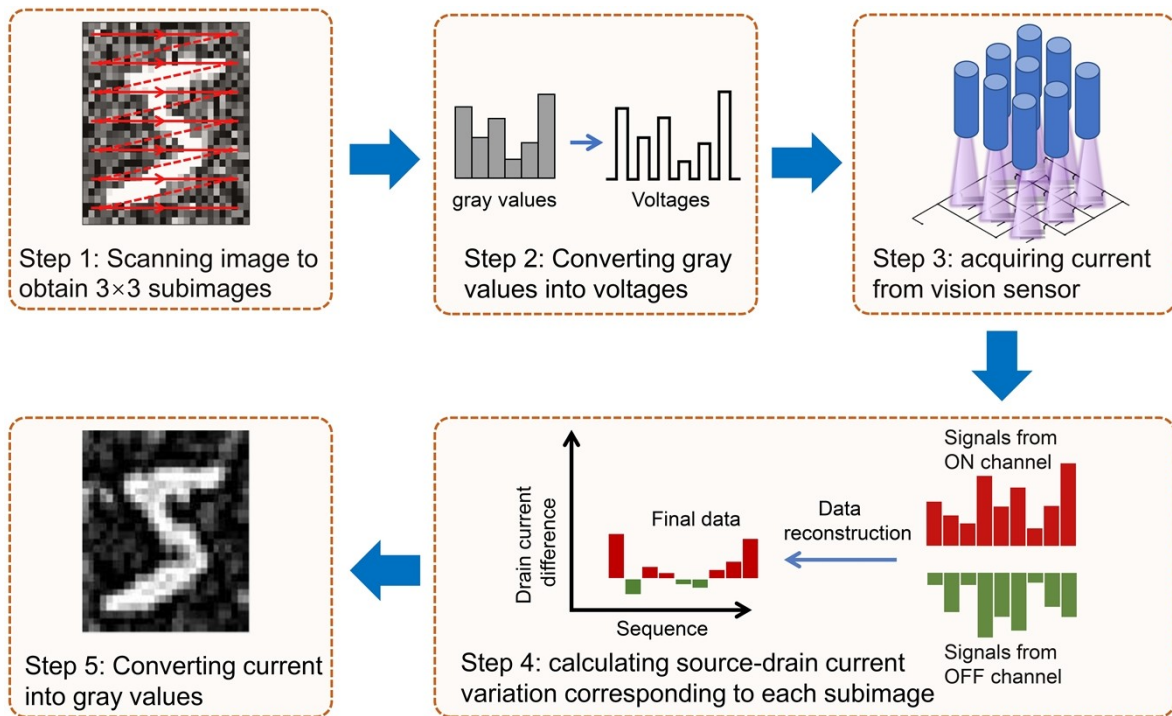 Step 1: Scanning image to
obtain 3×3 subimages
gray values
Voltages
Step 2: Converting gray
values into voltages
Step 3: acquiring current
from vision sensor
Signals from
ON channel
Data
reconstruction
Final data
Drain current
difference
Sequence
Signals from
OFF channel
Step 4: calculating source-drain current
variation corresponding to each subimage
Step 5: Converting current
into gray values